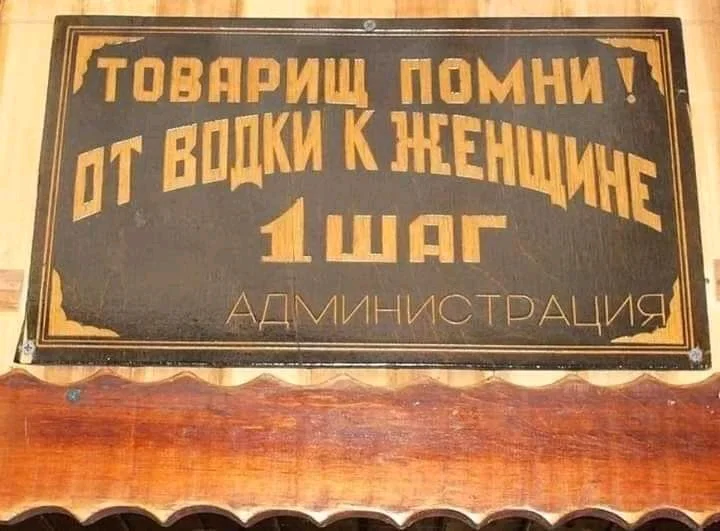 ТОВАРИЩ ПОМНИ!
ОТ ВОДКИ К ЖЕНЩИНЕ
1 ШАГ
АДМИНИСТРАЦИЯ